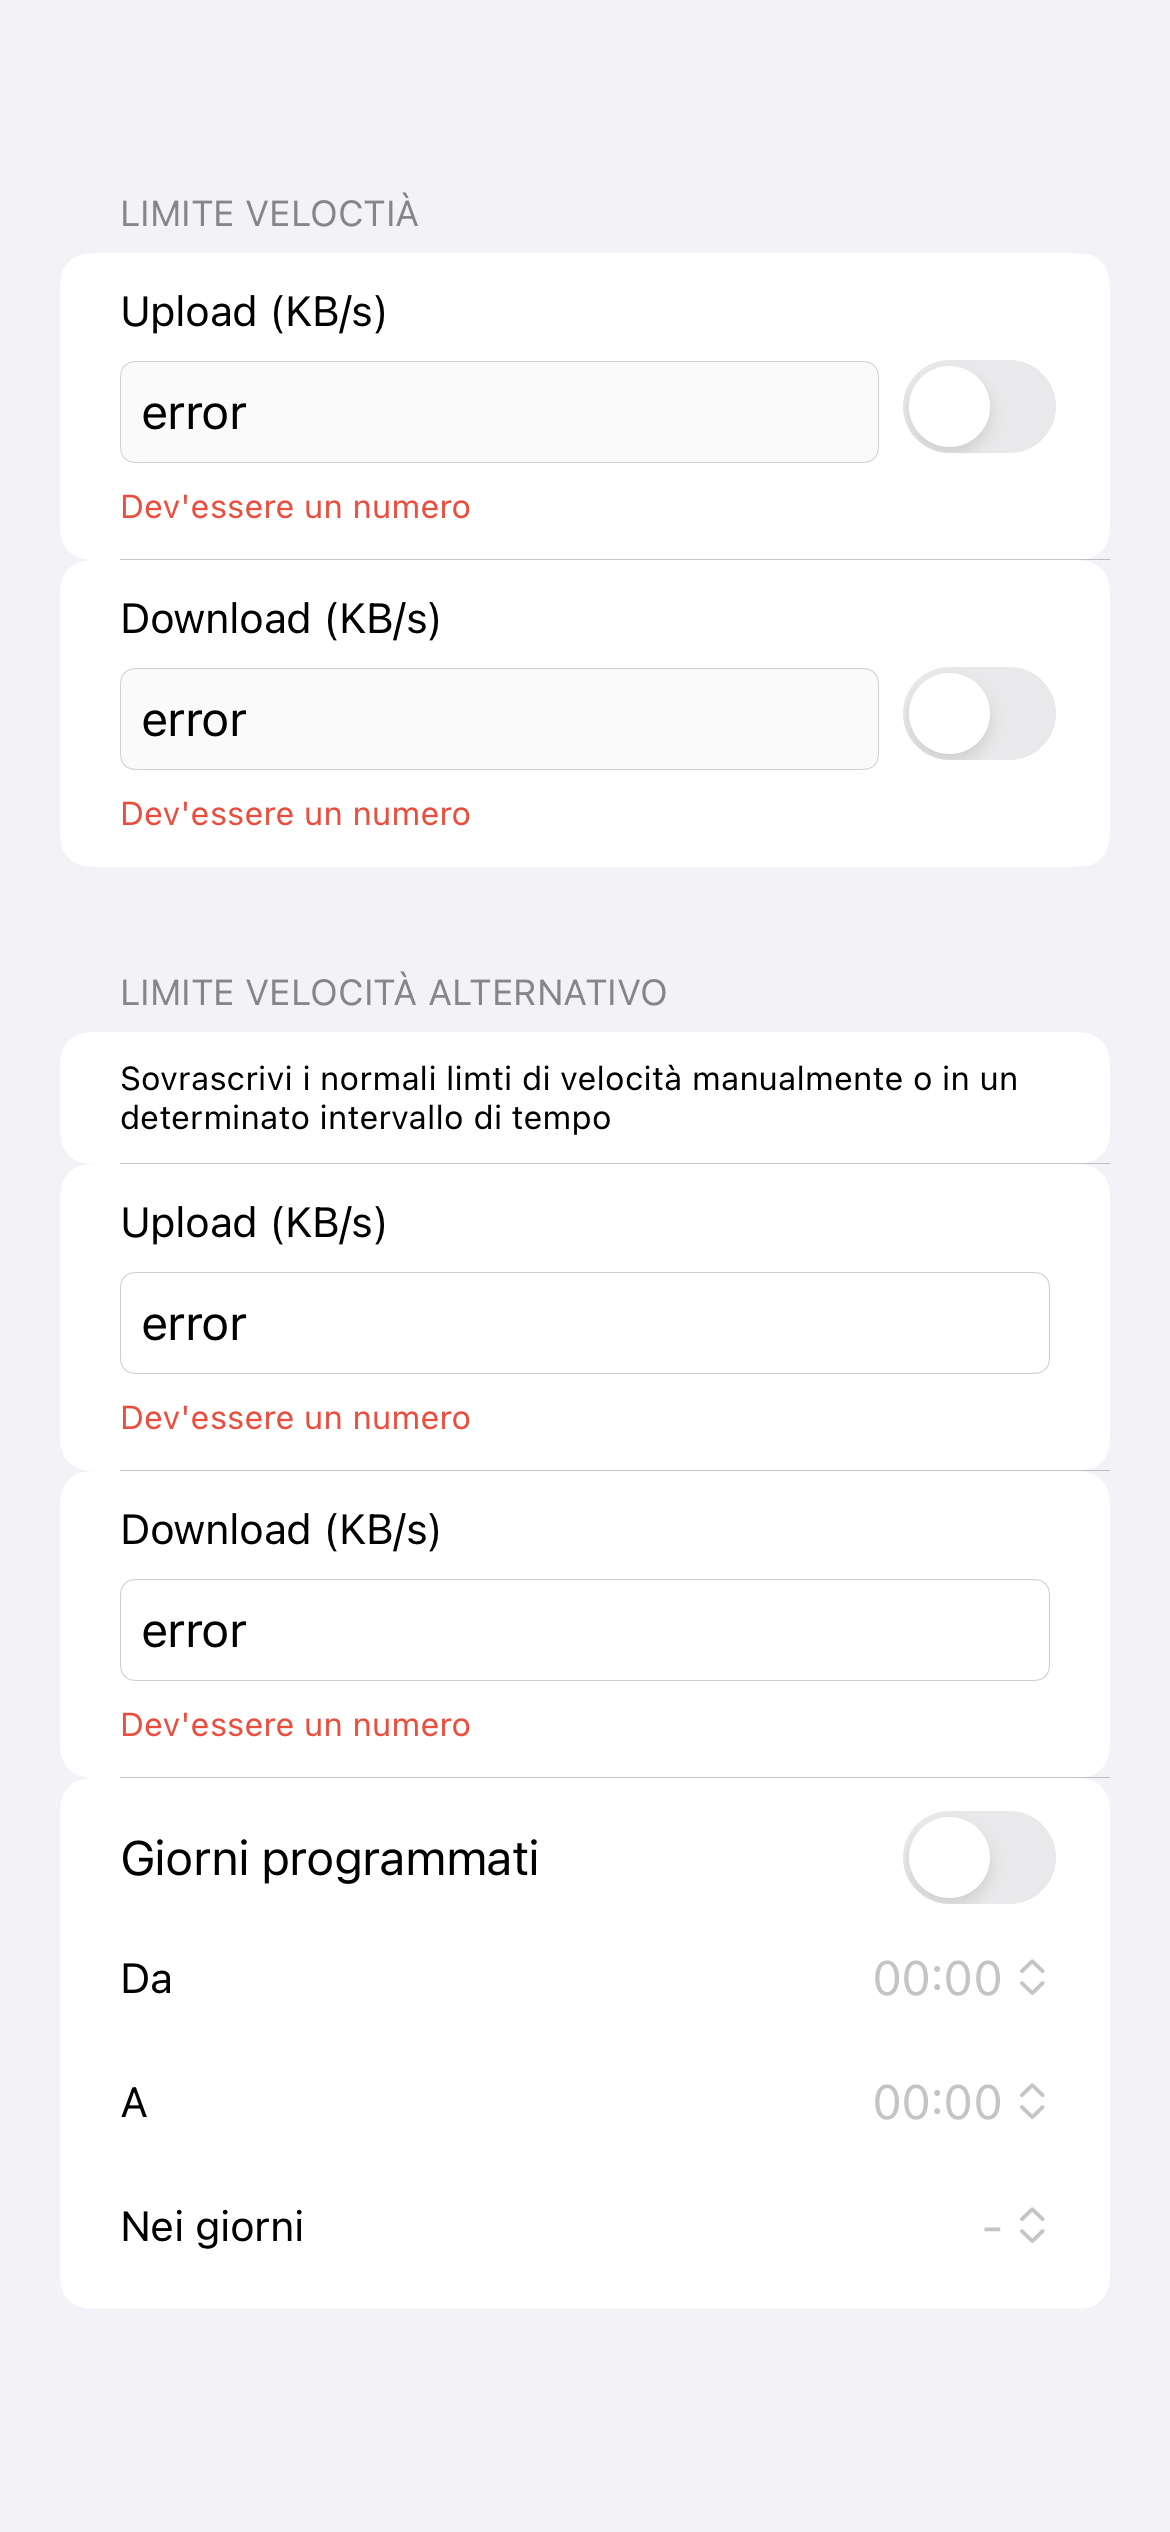 LIMITE VELOCTIÀ
Upload (KB/s)
error
Dev'essere un numero
Download (KB/s)
error
Dev'essere un numero
LIMITE VELOCITÀ ALTERNATIVO
Sovrascrivi i normali limti di velocità manualmente o in un
determinato intervallo di tempo
Upload (KB/s)
error
Dev'essere un numero
Download (KB/s)
error
Dev'essere un numero
Giorni programmati
Da 00:00
A 00:00
Nei giorni -